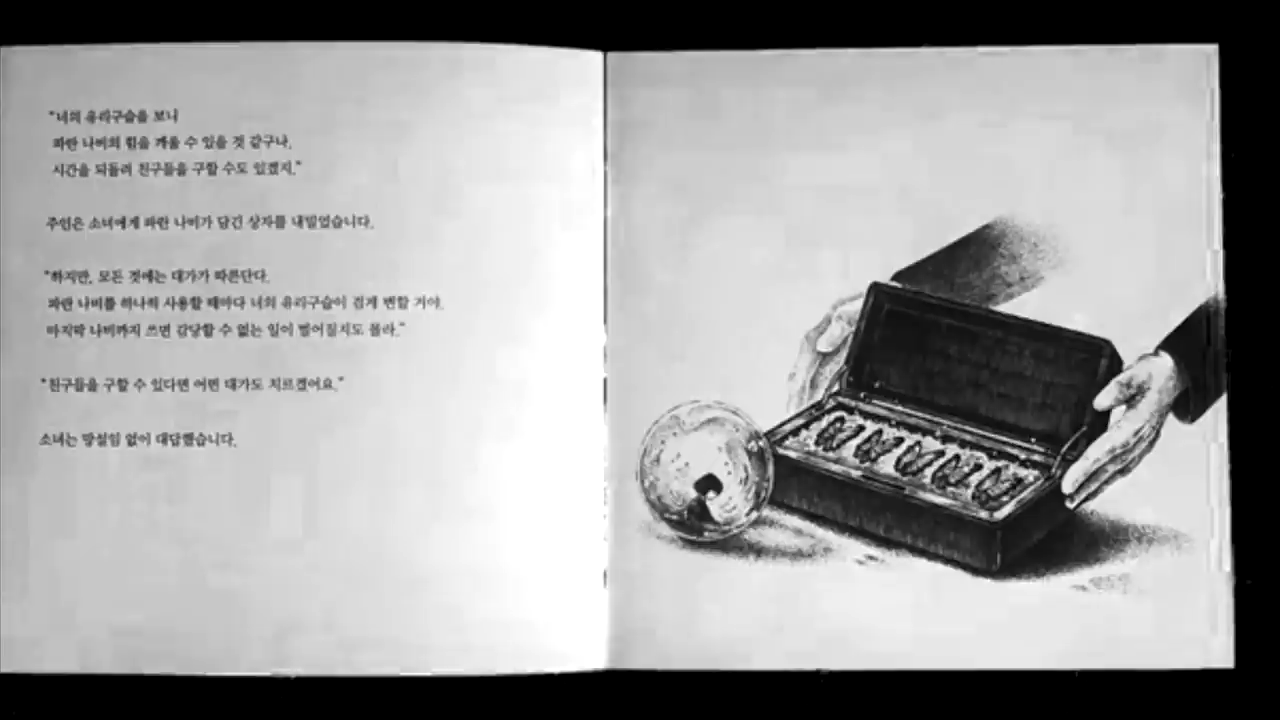 "너의 유리구슬을 보니
파란 나비의 힘을 깨울 수 있을 것 같구나.
시간을 되돌려 친구들을 구할 수도 있겠지."
주인은 소녀에게 파란 나비가 담긴 상자를 내밀었습니다.
"하지만, 모든 것에는 대가가 따른단다.
파란 나비를 하나씩 사용할 때마다 너의 유리구슬이 검게 변할 거야.
마지막 나비까지 쓰면 감당할 수 없는 일이 벌어질지도 몰라."
"친구들을 구할 수 있다면 어떤 대가도 치르겠어요."
소녀는 망설임 없이 대답했습니다.